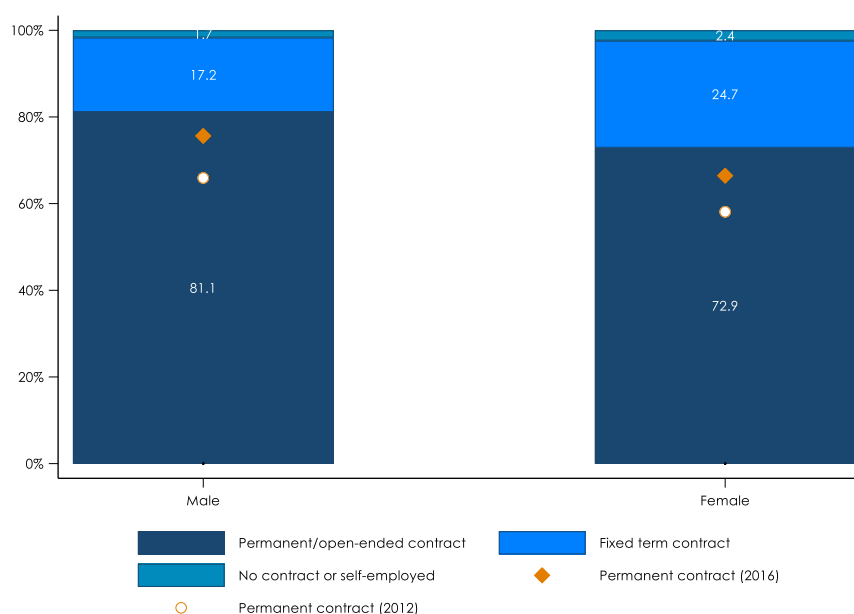 100%
80%
60%
40%
20%
0%
1.7
17.2
81.1
2.4
24.7
72.9
Male
Female
Permanent/open-ended contract
Fixed term contract
No contract or self-employed
Permanent contract (2016)
Permanent contract (2012)